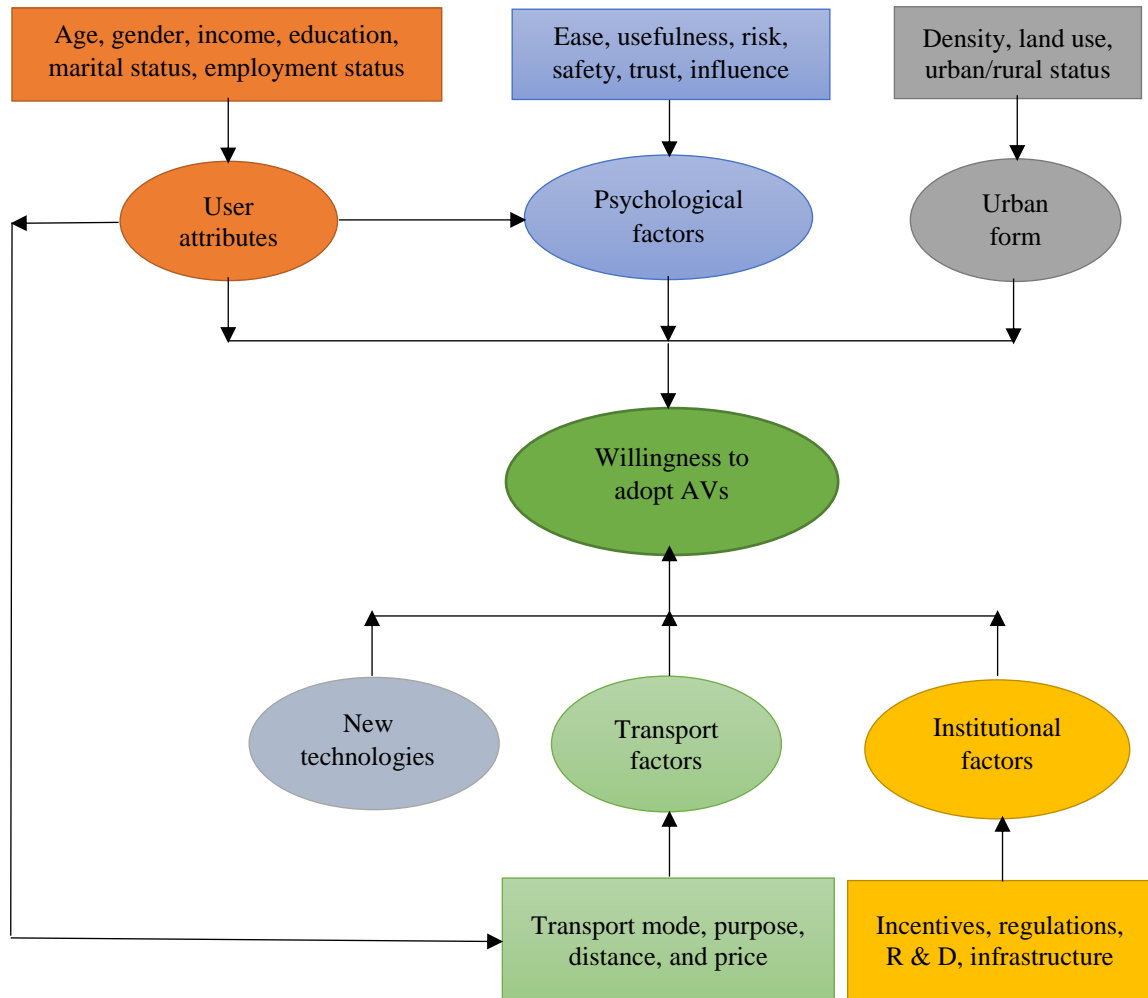 Age, gender, income, education,
marital status, employment status
Ease, usefulness, risk,
safety, trust, influence
Density, land use,
urban/rural status
User
attributes
Psychological
factors
Urban
form
Willingness to
adopt AVs
New
technologies
Transport
factors
Institutional
factors
Transport mode, purpose,
distance, and price
Incentives, regulations,
R & D, infrastructure